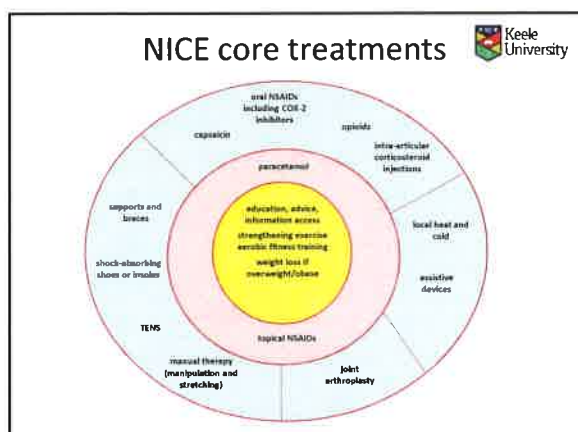 NICE core treatments
Keele
University
oral NSAIDs
including COX-2
inhibitors
capsaicin
opioids
intra-articular
corticosteroid
injections
paracetamol
supports and
braces
education, advice,
information access
strengthening exercise
aerobic fitness training
weight loss if
overweight/obese
local heat and
cold
shock-absorbing
shoes or insoles
assistive
devices
TENS
topical NSAIDs
manual therapy
(manipulation and
stretching)
joint
arthroplasty